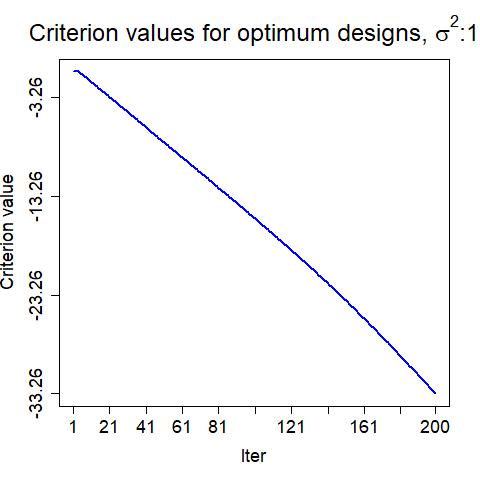 Criterion values for optimum designs, σ²:1
Criterion value
-3.26
-13.26
-23.26
-33.26
1 21 41 61 81 121 161 200
Iter